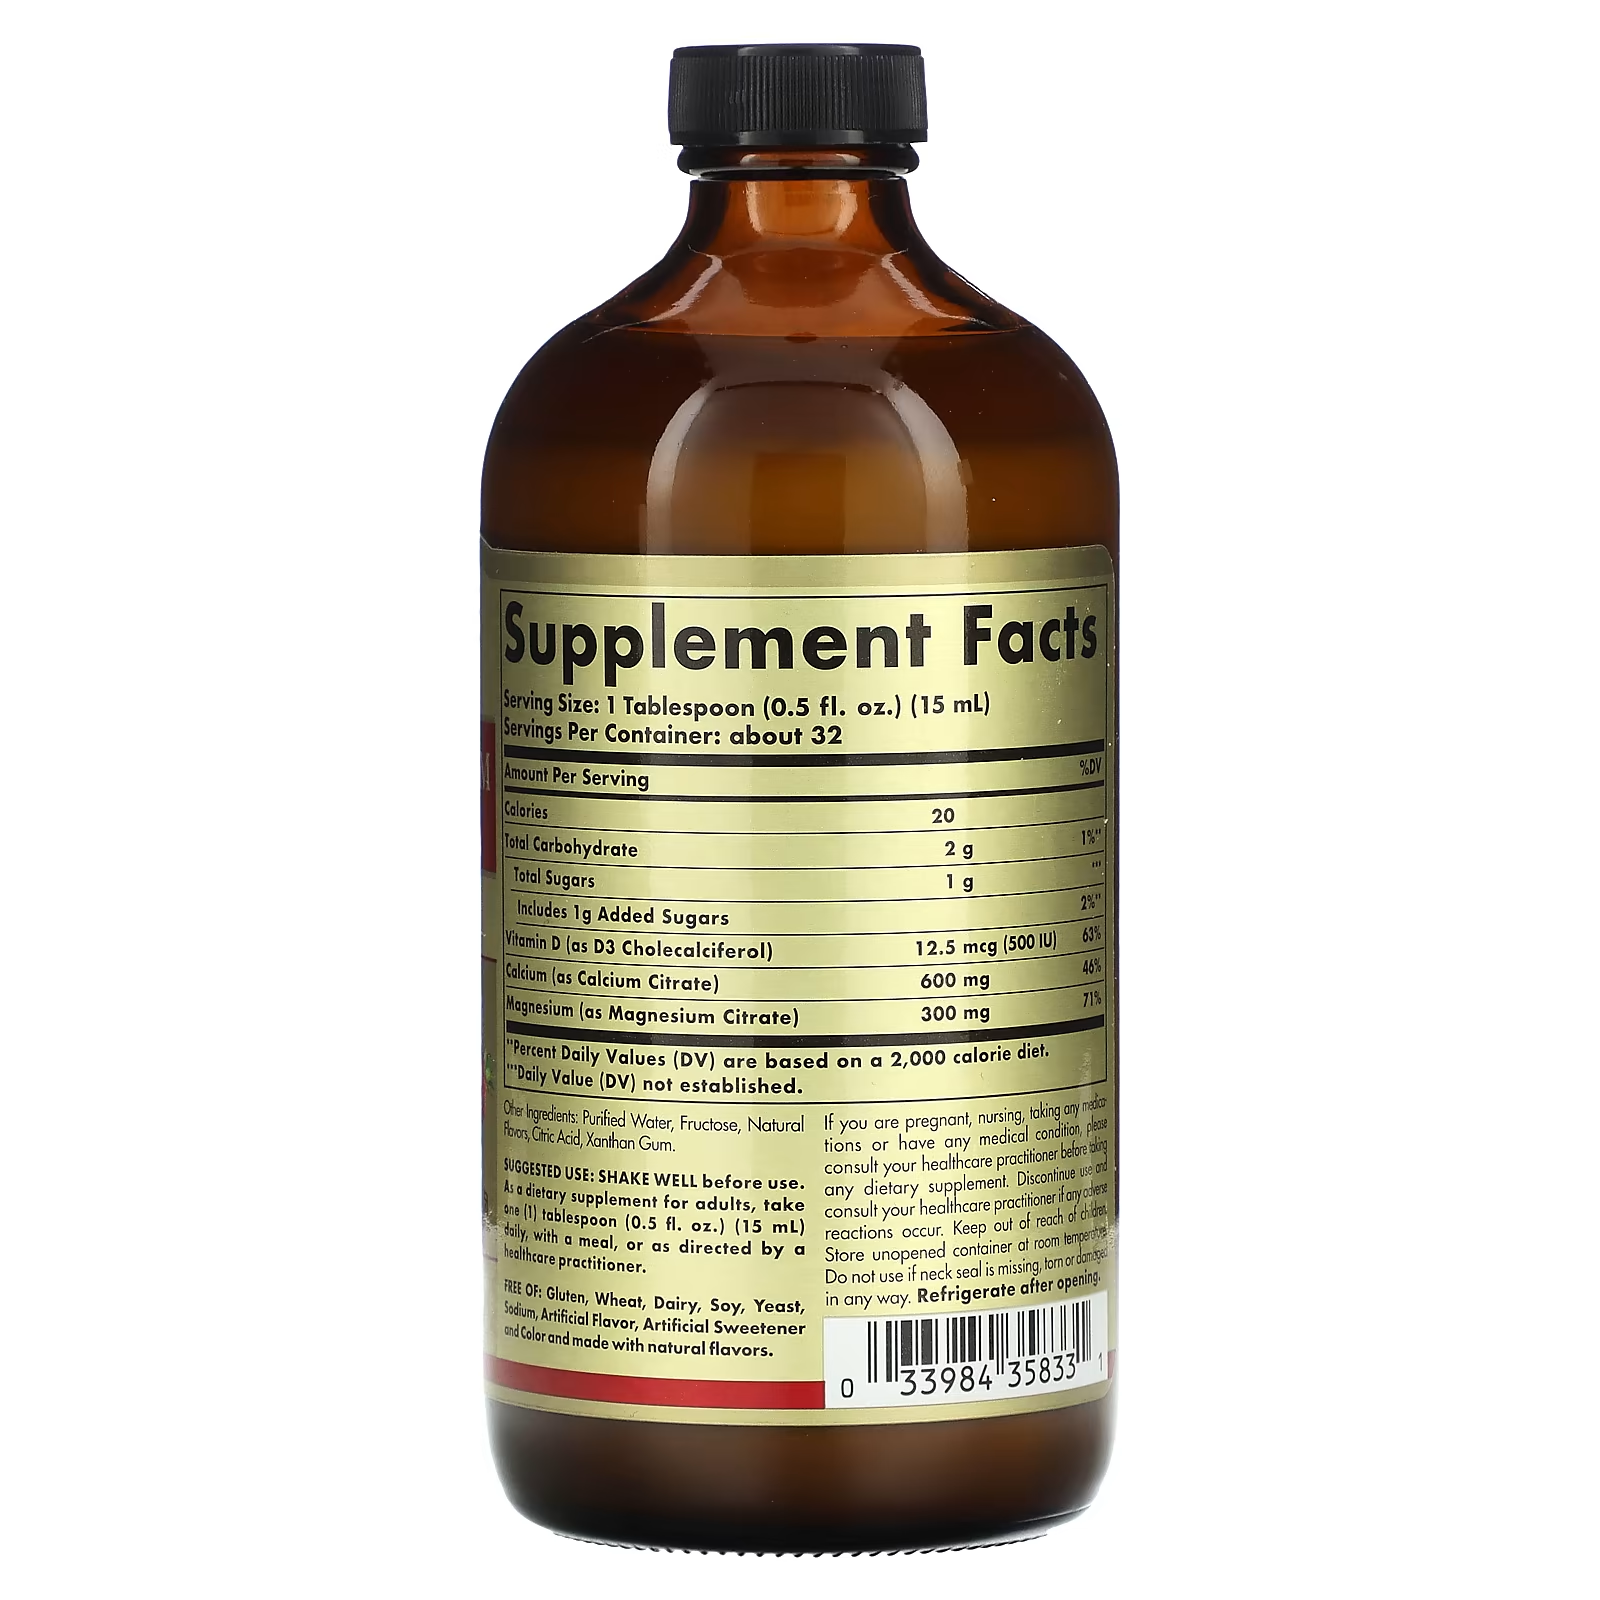 Supplement Facts
Serving Size: 1 Tablespoon (0.5 fl. oz.) (15 mL)
Servings Per Container: about 32
Amount Per Serving %DV
Calories 20
Total Carbohydrate 2 g 1%**
Total Sugars 1 g ***
Includes 1g Added Sugars 2%**
Vitamin D (as D3 Cholecalciferol) 12.5 mcg (500 IU) 63%
Calcium (as Calcium Citrate) 600 mg 46%
Magnesium (as Magnesium Citrate) 300 mg 71%
**Percent Daily Values (DV) are based on a 2,000 calorie diet.
***Daily Value (DV) not established.
Other Ingredients: Purified Water, Fructose, Natural
Flavors, Citric Acid, Xanthan Gum.
SUGGESTED USE: SHAKE WELL before use.
As a dietary supplement for adults, take
one (1) tablespoon (0.5 fl. oz.) (15 mL)
daily, with a meal, or as directed by a
healthcare practitioner.
FREE OF: Gluten, Wheat, Dairy, Soy, Yeast,
Sodium, Artificial Flavor, Artificial Sweetener
and Color and made with natural flavors.
If you are pregnant, nursing, taking any medica-
tions or have any medical condition, please
consult your healthcare practitioner before taking
any dietary supplement. Discontinue use and
consult your healthcare practitioner if any adverse
reactions occur. Keep out of reach of children.
Store unopened container at room temperature.
Do not use if neck seal is missing, torn or damaged
in any way. Refrigerate after opening.
0 33984 35833 1